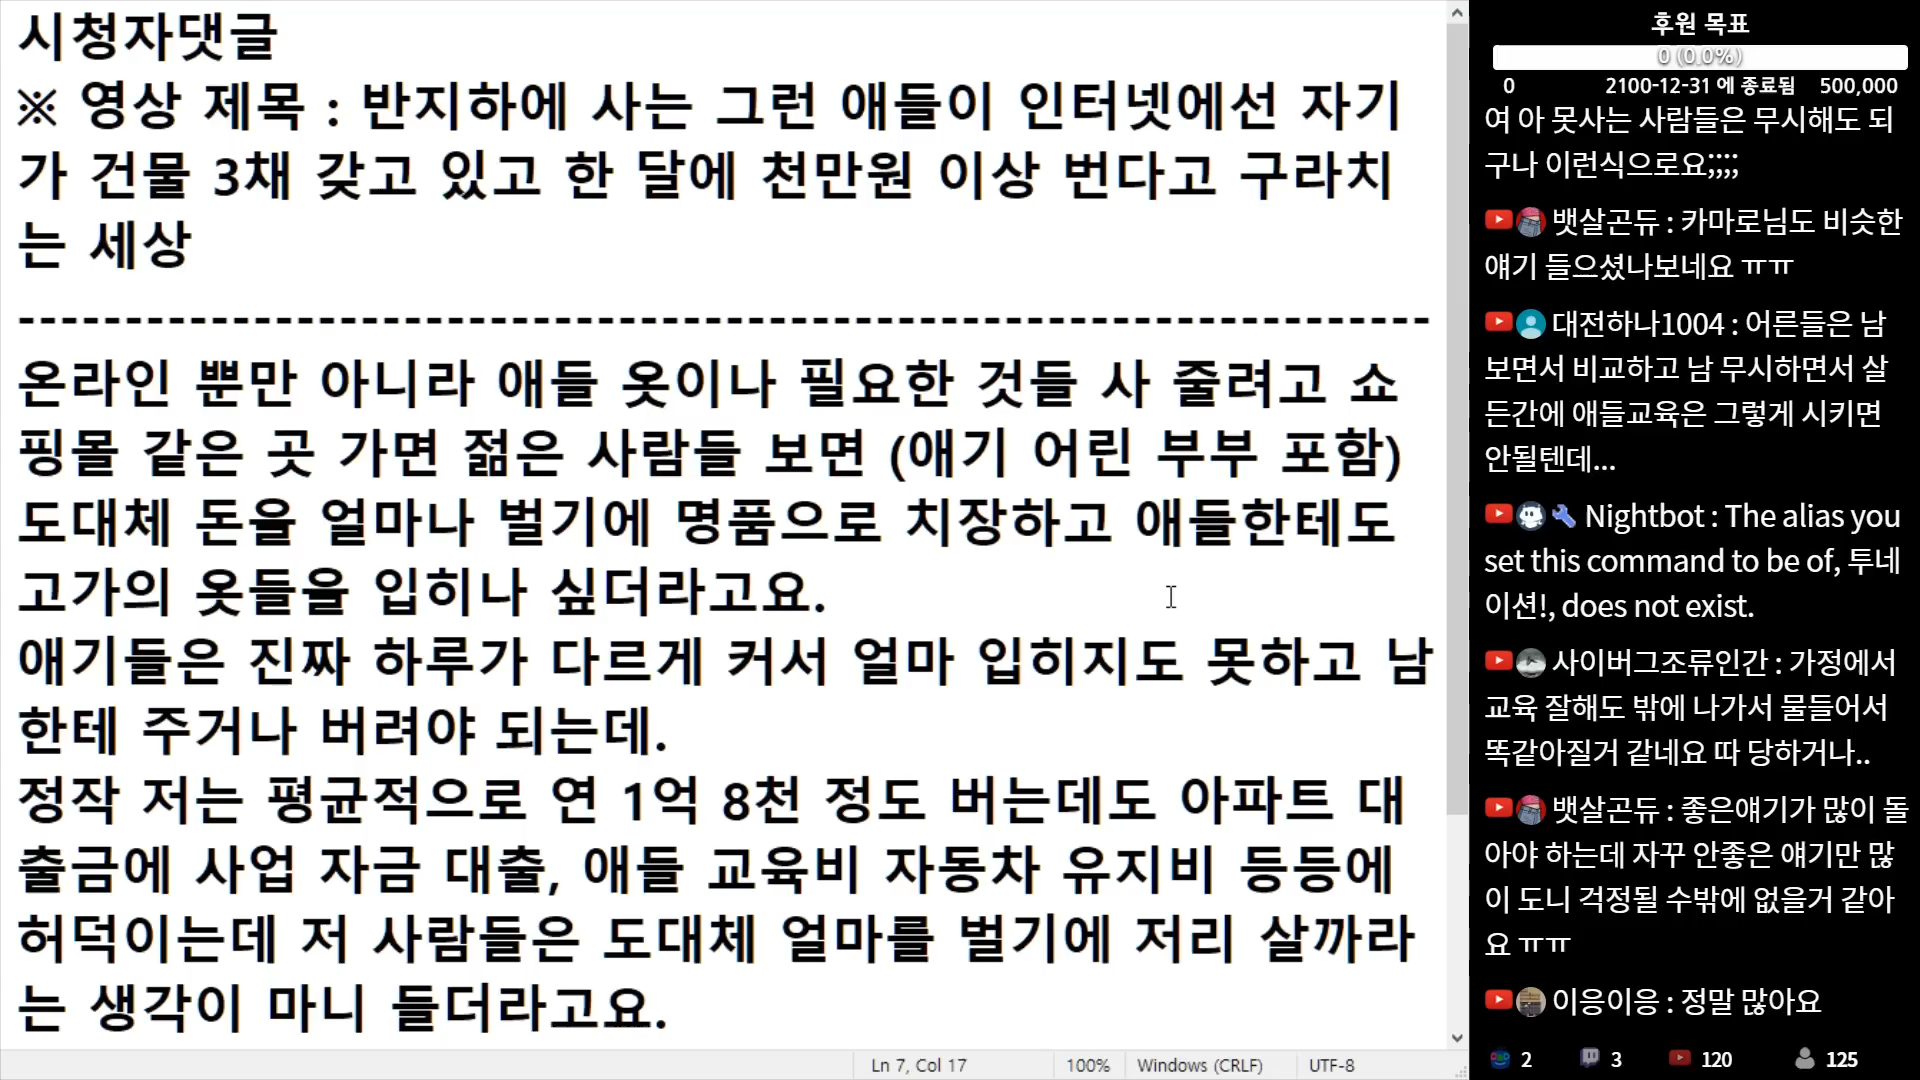 시청자댓글
※ 영상 제목 : 반지하에 사는 그런 애들이 인터넷에선 자기
가 건물 3채 갖고 있고 한 달에 천만원 이상 번다고 구라치
는 세상
--------------------------------------------------------------------
온라인 뿐만 아니라 애들 옷이나 필요한 것들 사 줄려고 쇼
핑몰 같은 곳 가면 젊은 사람들 보면 (애기 어린 부부 포함)
도대체 돈을 얼마나 벌기에 명품으로 치장하고 애들한테도
고가의 옷들을 입히나 싶더라고요.
애기들은 진짜 하루가 다르게 커서 얼마 입히지도 못하고 남
한테 주거나 버려야 되는데.
정작 저는 평균적으로 연 1억 8천 정도 버는데도 아파트 대
출금에 사업 자금 대출, 애들 교육비 자동차 유지비 등등에
허덕이는데 저 사람들은 도대체 얼마를 벌기에 저리 살까라
는 생각이 마니 들더라고요.
Ln 7, Col 17 100% Windows (CRLF) UTF-8
후원 목표
0 (0.0%)
0 2100-12-31 에 종료됨 500,000
여 아 못사는 사람들은 무시해도 되
구나 이런식으로요;;;;
뱃살곤듀 : 카마로님도 비슷한
얘기 들으셨나보네요 ㅠㅠ
대전하나1004 : 어른들은 남
보면서 비교하고 남 무시하면서 살
든간에 애들교육은 그렇게 시키면
안될텐데...
Nightbot : The alias you
set this command to be of, 투네
이션!, does not exist.
사이버그조류인간 : 가정에서
교육 잘해도 밖에 나가서 물들어서
똑같아질거 같네요 따 당하거나..
뱃살곤듀 : 좋은얘기가 많이 돌
아야 하는데 자꾸 안좋은 얘기만 많
이 도니 걱정될 수밖에 없을거 같아
요 ㅠㅠ
이응이응 : 정말 많아요
2 3 120 125